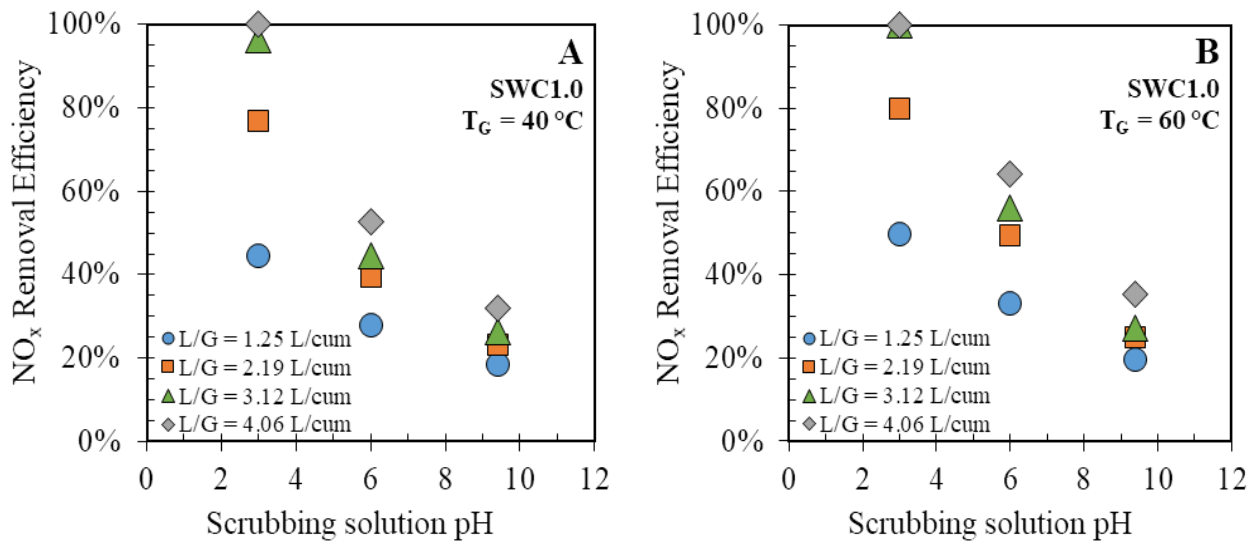 NOx Removal Efficiency
100%
80%
60%
40%
20%
0%
A
SWC1.0
TG = 40 °C
L/G = 1.25 L/cum
L/G = 2.19 L/cum
L/G = 3.12 L/cum
L/G = 4.06 L/cum
0 2 4 6 8 10 12
Scrubbing solution pH
NOx Removal Efficiency
100%
80%
60%
40%
20%
0%
B
SWC1.0
TG = 60 °C
L/G = 1.25 L/cum
L/G = 2.19 L/cum
L/G = 3.12 L/cum
L/G = 4.06 L/cum
0 2 4 6 8 10 12
Scrubbing solution pH